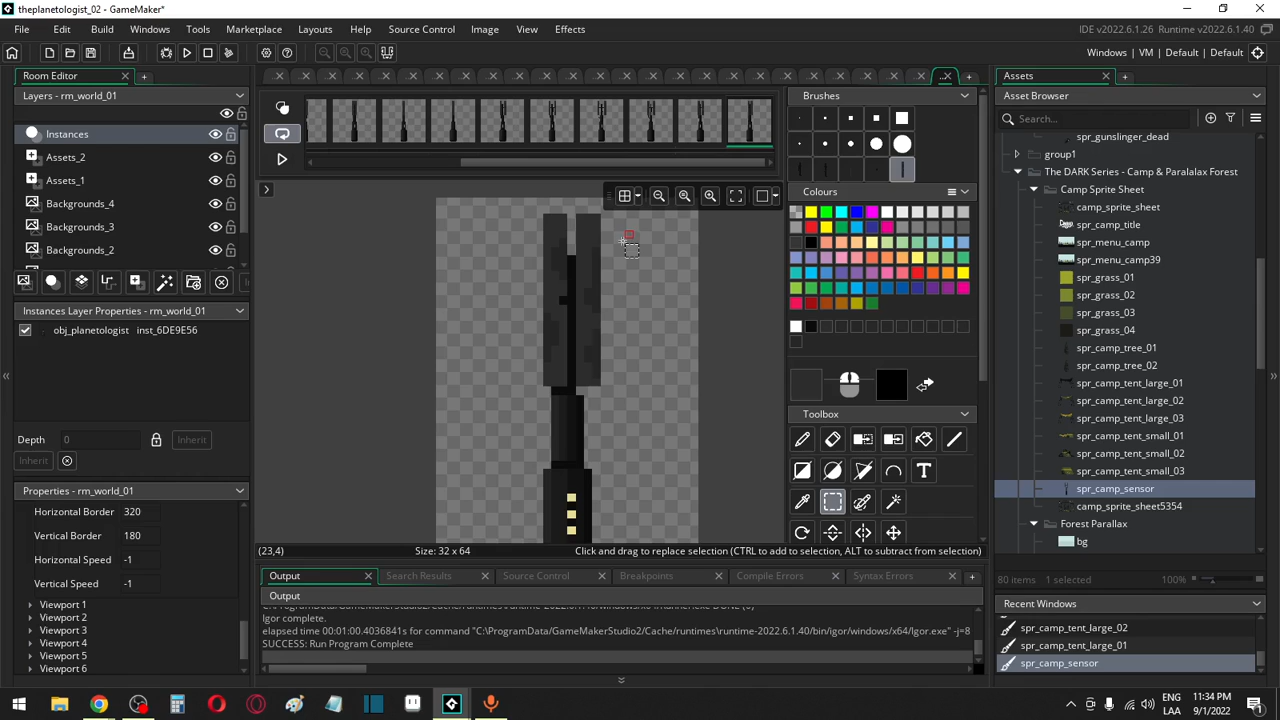 theplanetologist_02 - GameMaker*
File Edit Build Windows Tools Marketplace Layouts Help Source Control Image View Effects
IDE v2022.6.1.26 Runtime v2022.6.1.40
Windows | VM | Default | Default
Room Editor
Layers - rm_world_01
Instances
Assets_2
Assets_1
Backgrounds_4
Backgrounds_3
Backgrounds_2
Instances Layer Properties - rm_world_01
obj_planetologist inst_6DE9E56
Depth 0 Inherit
Inherit
Properties - rm_world_01
Horizontal Border 320
Vertical Border 180
Horizontal Speed -1
Vertical Speed -1
Viewport 1
Viewport 2
Viewport 3
Viewport 4
Viewport 5
Viewport 6
(23,4) Size: 32 x 64 Click and drag to replace selection (CTRL to add to selection, ALT to subtract from selection)
Output Search Results Source Control Breakpoints Compile Errors Syntax Errors
Output
Igor complete.
elapsed time 00:01:00.4036841s for command "C:\ProgramData/GameMakerStudio2/Cache/runtimes\runtime-2022.6.1.40/bin/igor/windows/x64/Igor.exe" -j=8
SUCCESS: Run Program Complete
Brushes
Colours
Toolbox
Assets
Asset Browser
Search...
spr_gunslinger_dead
group1
The DARK Series - Camp & Paralalax Forest
Camp Sprite Sheet
camp_sprite_sheet
spr_camp_title
spr_menu_camp
spr_menu_camp39
spr_grass_01
spr_grass_02
spr_grass_03
spr_grass_04
spr_camp_tree_01
spr_camp_tree_02
spr_camp_tent_large_01
spr_camp_tent_large_02
spr_camp_tent_large_03
spr_camp_tent_small_01
spr_camp_tent_small_02
spr_camp_tent_small_03
spr_camp_sensor
camp_sprite_sheet5354
Forest Parallax
bg
80 items 1 selected 100%
Recent Windows
spr_camp_tent_large_02
spr_camp_tent_large_01
spr_camp_sensor
ENG
LAA
11:34 PM
9/1/2022